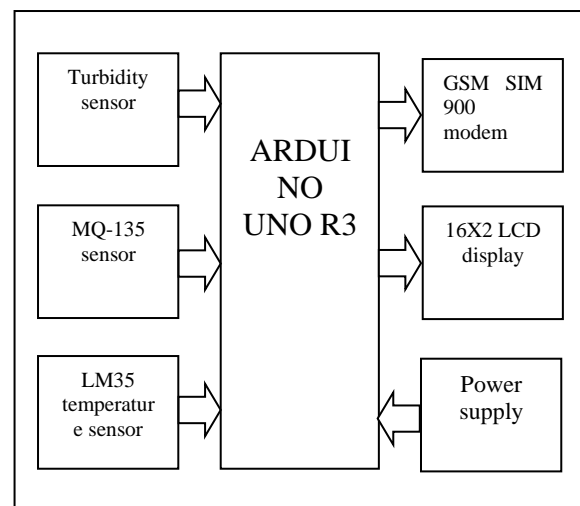 Turbidity
sensor
MQ-135
sensor
LM35
temperatur
e sensor
ARDUI
NO
UNO R3
GSM SIM
900
modem
16X2 LCD
display
Power
supply